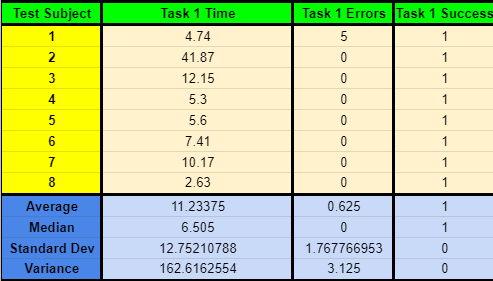 Test Subject Task 1 Time Task 1 Errors Task 1 Success
1 4.74 5 1
2 41.87 0 1
3 12.15 0 1
4 5.3 0 1
5 5.6 0 1
6 7.41 0 1
7 10.17 0 1
8 2.63 0 1
Average 11.23375 0.625 1
Median 6.505 0 1
Standard Dev 12.75210788 1.767766953 0
Variance 162.6162554 3.125 0